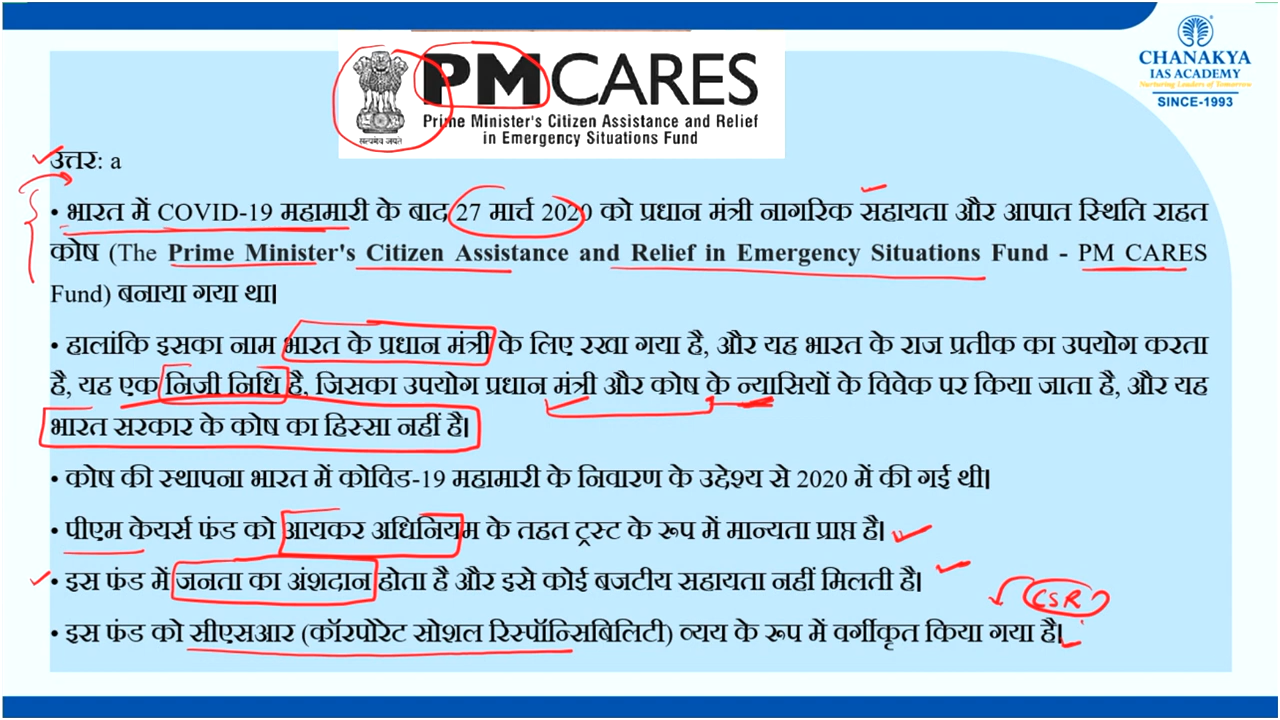 CHANAKYA
IAS ACADEMY
Nurturing Leaders of Tomorrow
SINCE-1993
PMCARES
Prime Minister's Citizen Assistance and Relief
in Emergency Situations Fund
सत्यमेव जयते
उत्तर: a
• भारत में COVID-19 महामारी के बाद 27 मार्च 2020 को प्रधान मंत्री नागरिक सहायता और आपात स्थिति राहत
कोष (The Prime Minister's Citizen Assistance and Relief in Emergency Situations Fund - PM CARES
Fund) बनाया गया था।
• हालांकि इसका नाम भारत के प्रधान मंत्री के लिए रखा गया है, और यह भारत के राज प्रतीक का उपयोग करता
है, यह एक निजी निधि है, जिसका उपयोग प्रधान मंत्री और कोष के न्यासियों के विवेक पर किया जाता है, और यह
भारत सरकार के कोष का हिस्सा नहीं है।
• कोष की स्थापना भारत में कोविड-19 महामारी के निवारण के उद्देश्य से 2020 में की गई थी।
• पीएम केयर्स फंड को आयकर अधिनियम के तहत ट्रस्ट के रूप में मान्यता प्राप्त है।
• इस फंड में जनता का अंशदान होता है और इसे कोई बजटीय सहायता नहीं मिलती है।
CSR
• इस फंड को सीएसआर (कॉरपोरेट सोशल रिस्पॉन्सिबिलिटी) व्यय के रूप में वर्गीकृत किया गया है।